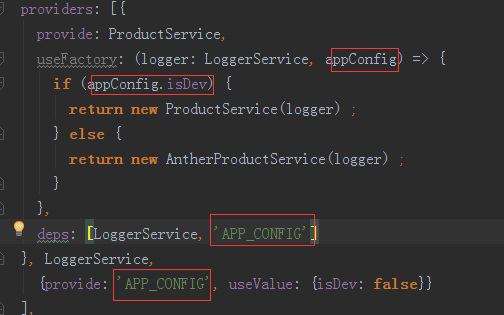 providers: [{
provide: ProductService,
useFactory: (logger: LoggerService, appConfig) => {
if (appConfig.isDev) {
return new ProductService(logger) ;
} else {
return new AntherProductService(logger) ;
}
},
deps: [LoggerService, 'APP_CONFIG']
}, LoggerService,
{provide: 'APP_CONFIG', useValue: {isDev: false}}
],